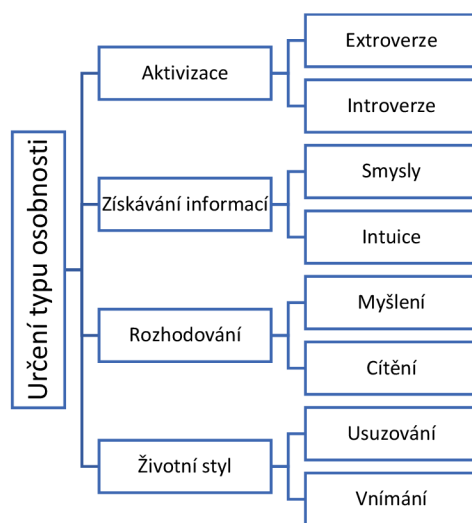 Určení typu osobnosti
Aktivizace
Extroverze
Introverze
Získávání informací
Smysly
Intuice
Rozhodování
Myšlení
Cítění
Životní styl
Usuzování
Vnímání